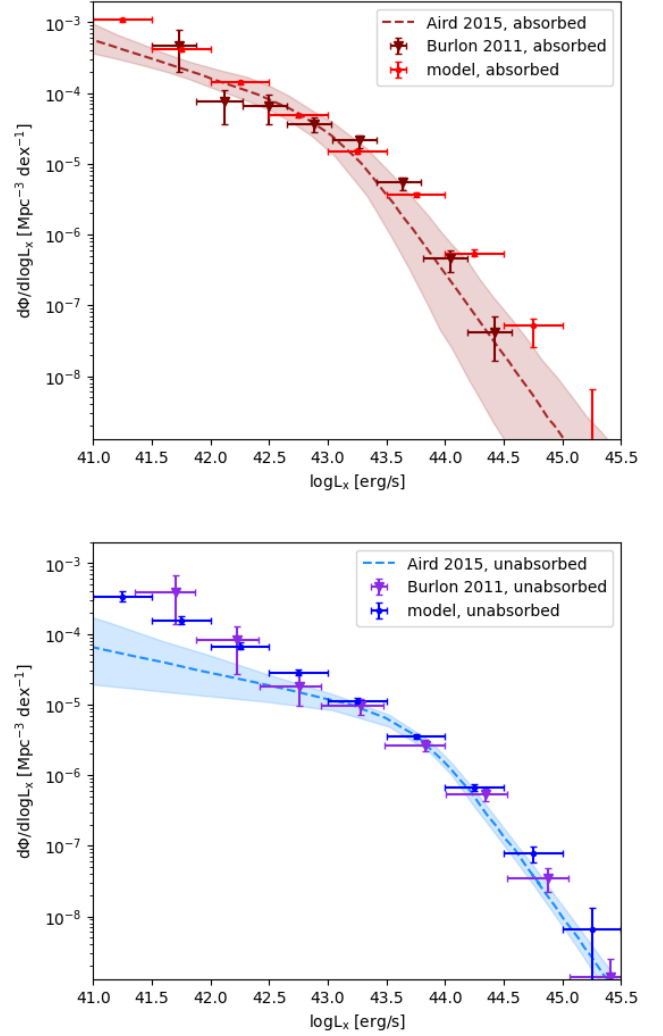 10⁻³
10⁻⁴
10⁻⁵
10⁻⁶
10⁻⁷
10⁻⁸
dΦ/dlogLₓ [Mpc⁻³ dex⁻¹]
Aird 2015, absorbed
Burlon 2011, absorbed
model, absorbed
41.0 41.5 42.0 42.5 43.0 43.5 44.0 44.5 45.0 45.5
logLₓ [erg/s]
10⁻³
10⁻⁴
10⁻⁵
10⁻⁶
10⁻⁷
10⁻⁸
dΦ/dlogLₓ [Mpc⁻³ dex⁻¹]
Aird 2015, unabsorbed
Burlon 2011, unabsorbed
model, unabsorbed
41.0 41.5 42.0 42.5 43.0 43.5 44.0 44.5 45.0 45.5
logLₓ [erg/s]